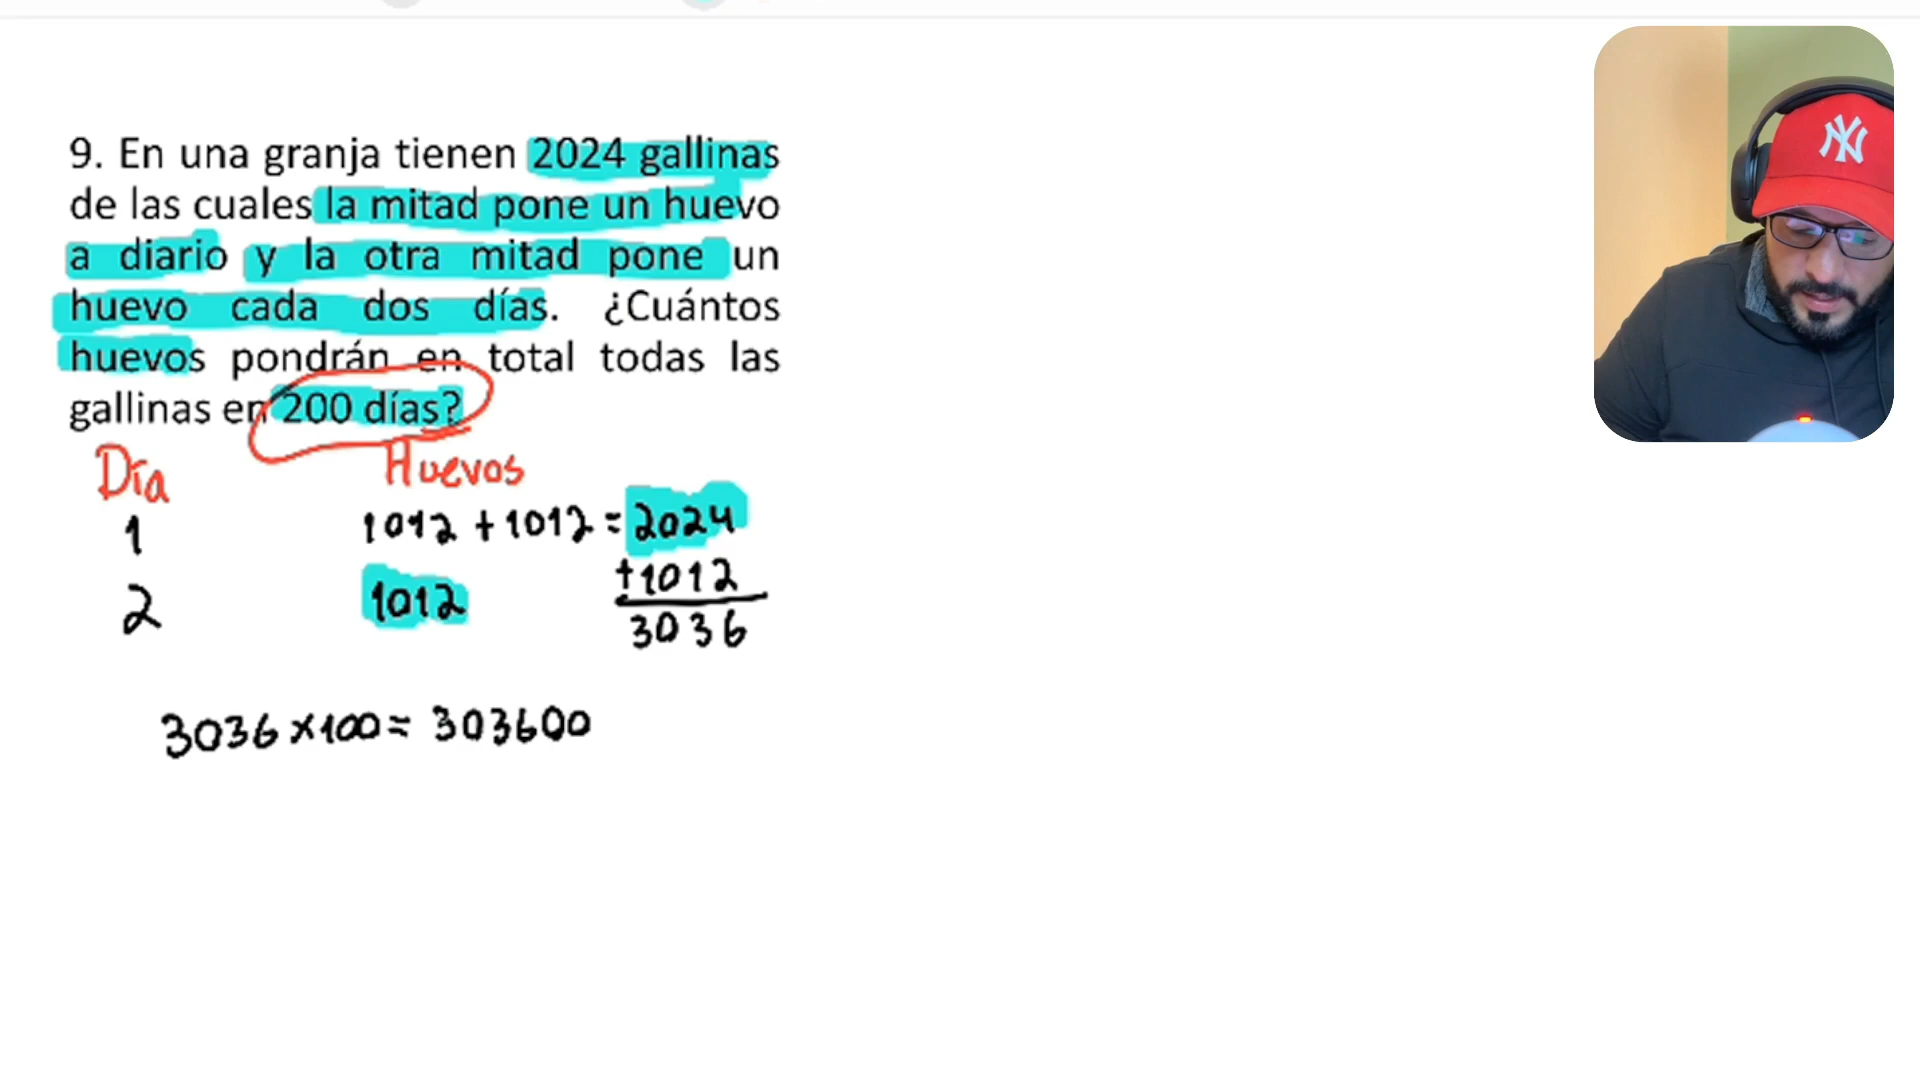 9. En una granja tienen 2024 gallinas
de las cuales la mitad pone un huevo
a diario y la otra mitad pone un
huevo cada dos días. ¿Cuántos
huevos pondrán en total todas las
gallinas en 200 días?
Día Huevos
1 1012 + 1012 = 2024
+1012
2 1012
3036
3036 × 100 = 303600
NY